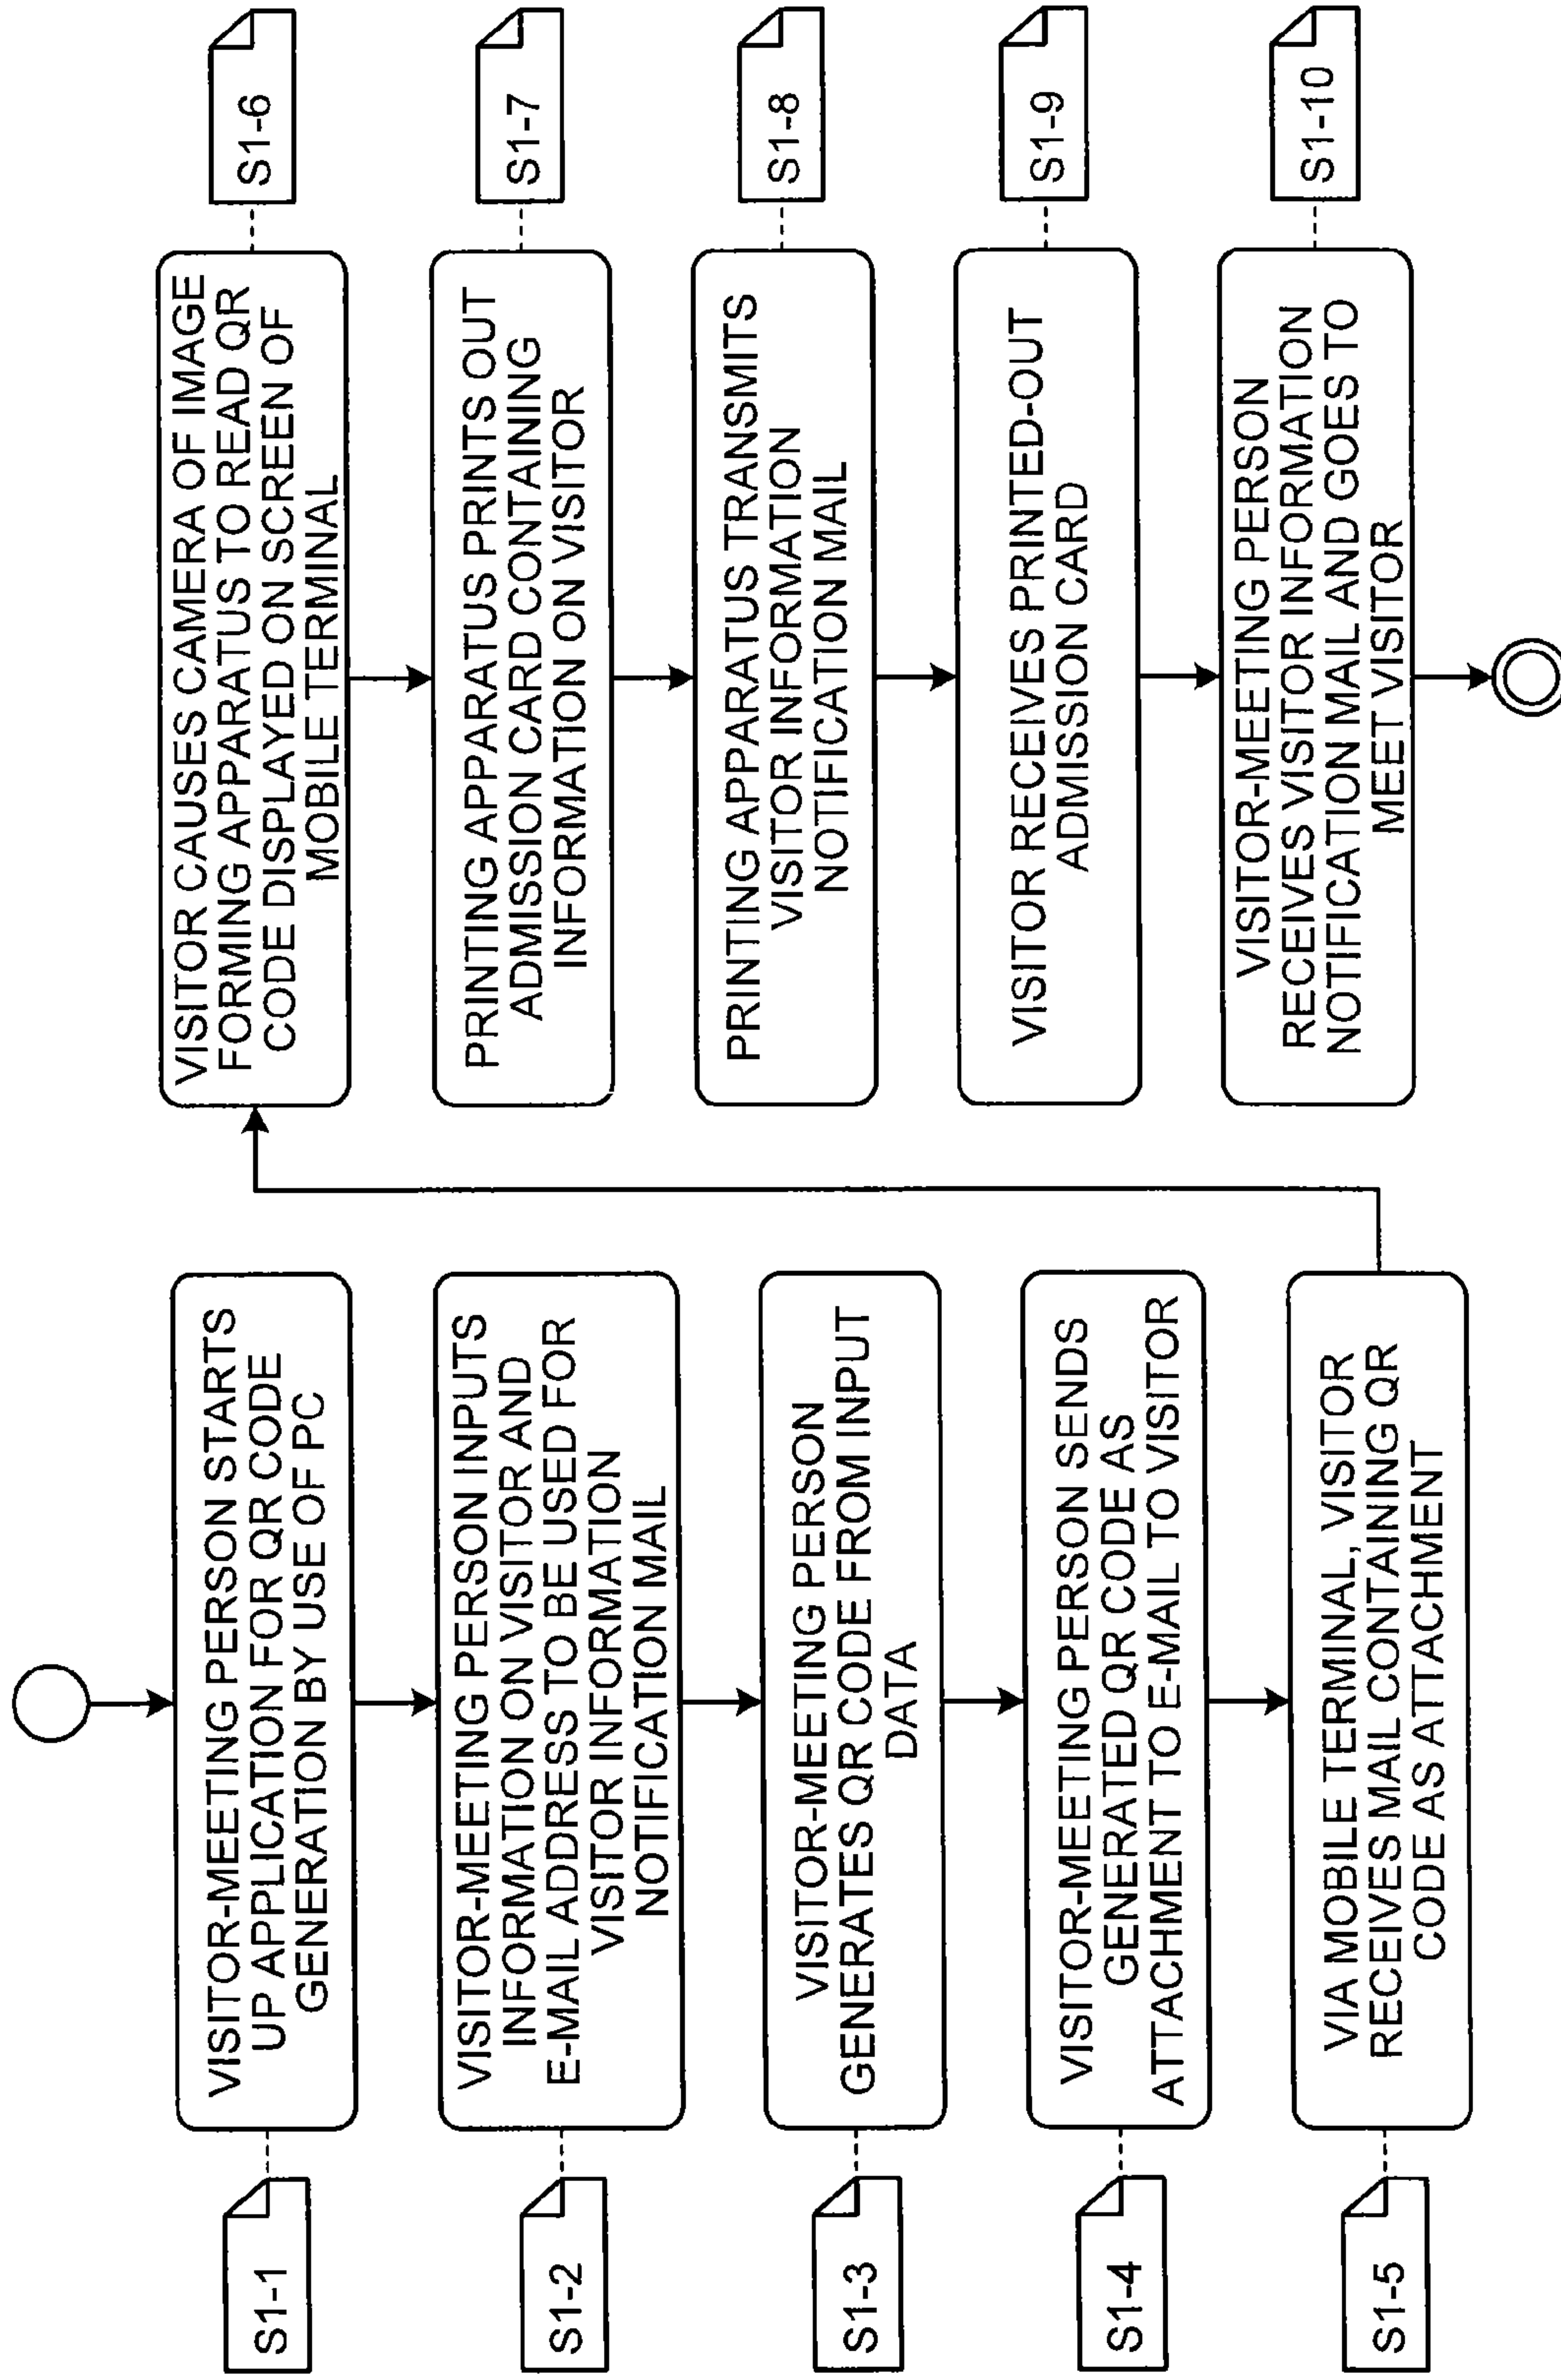 S1-1
VISITOR-MEETING PERSON STARTS
UP APPLICATION FOR QR CODE
GENERATION BY USE OF PC
S1-2
VISITOR-MEETING PERSON INPUTS
INFORMATION ON VISITOR AND
E-MAIL ADDRESS TO BE USED FOR
VISITOR INFORMATION
NOTIFICATION MAIL
S1-3
VISITOR-MEETING PERSON
GENERATES QR CODE FROM INPUT
DATA
S1-4
VISITOR-MEETING PERSON SENDS
GENERATED QR CODE AS
ATTACHMENT TO E-MAIL TO VISITOR
S1-5
VIA MOBILE TERMINAL, VISITOR
RECEIVES MAIL CONTAINING QR
CODE AS ATTACHMENT
VISITOR CAUSES CAMERA OF IMAGE
FORMING APPARATUS TO READ QR
CODE DISPLAYED ON SCREEN OF
MOBILE TERMINAL
S1-6
PRINTING APPARATUS PRINTS OUT
ADMISSION CARD CONTAINING
INFORMATION ON VISITOR
S1-7
PRINTING APPARATUS TRANSMITS
VISITOR INFORMATION
NOTIFICATION MAIL
S1-8
VISITOR RECEIVES PRINTED-OUT
ADMISSION CARD
S1-9
VISITOR-MEETING PERSON
RECEIVES VISITOR INFORMATION
NOTIFICATION MAIL AND GOES TO
MEET VISITOR
S1-10